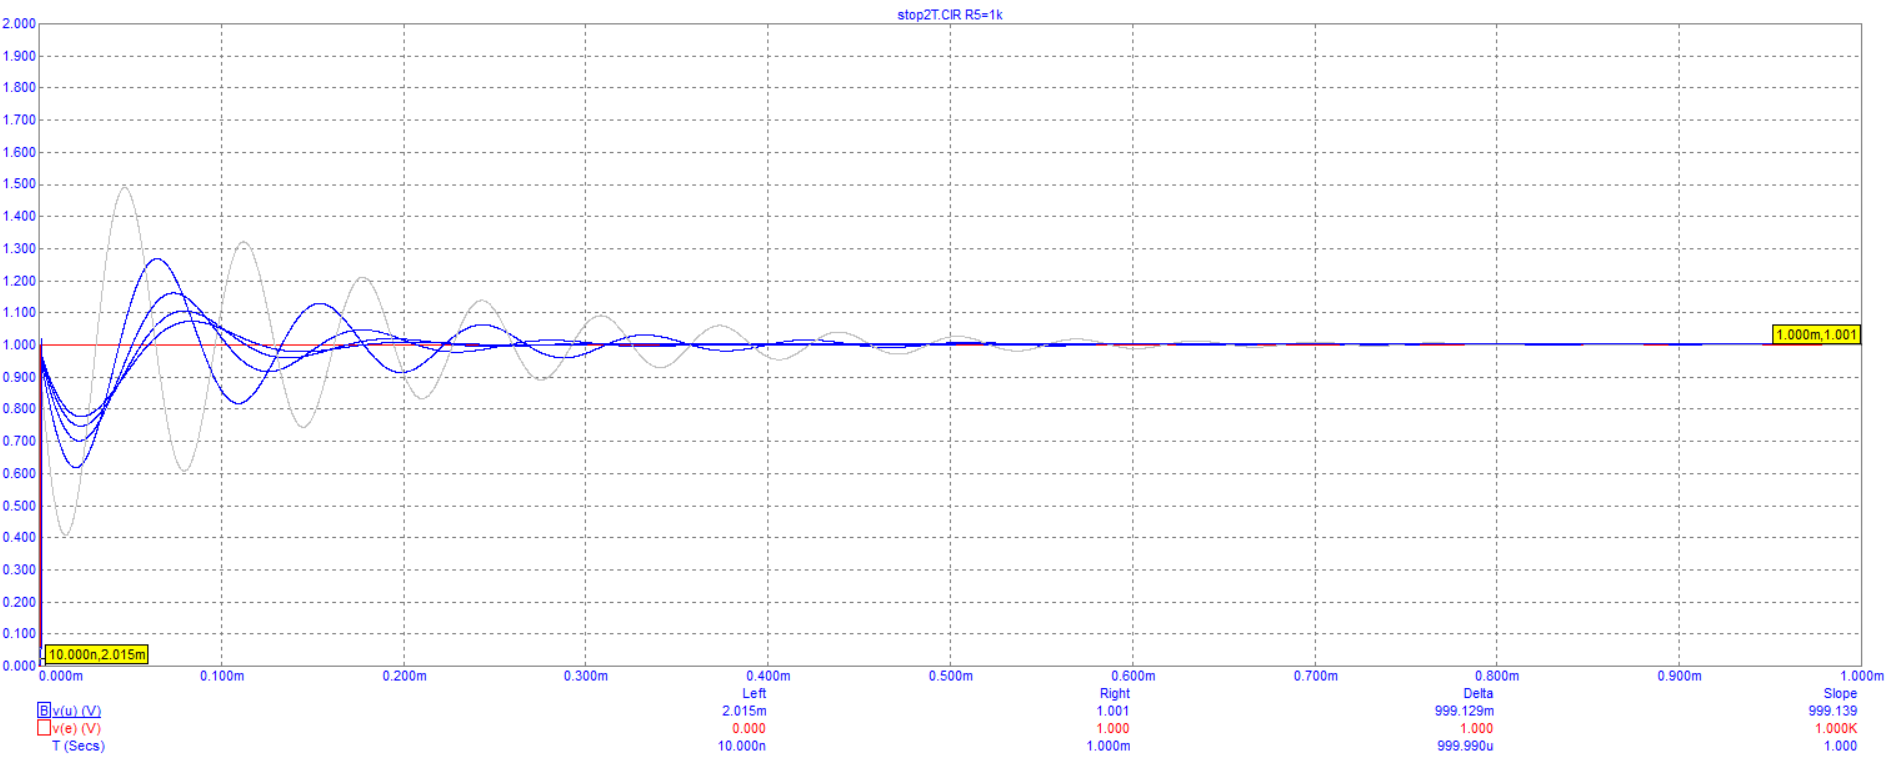 stop2T.CIR R5=1k
2.000
1.900
1.800
1.700
1.600
1.500
1.400
1.300
1.200
1.100
1.000
0.900
0.800
0.700
0.600
0.500
0.400
0.300
0.200
0.100
0.000
1.000m,1.001
10.000n,2.015m
0.000m 0.100m 0.200m 0.300m 0.400m 0.500m 0.600m 0.700m 0.800m 0.900m 1.000m
Left Right Delta Slope
B v(u) (V) 2.015m 1.001 999.129m 999.139
v(e) (V) 0.000 1.000 1.000 1.000K
T (Secs) 10.000n 1.000m 999.990u 1.000